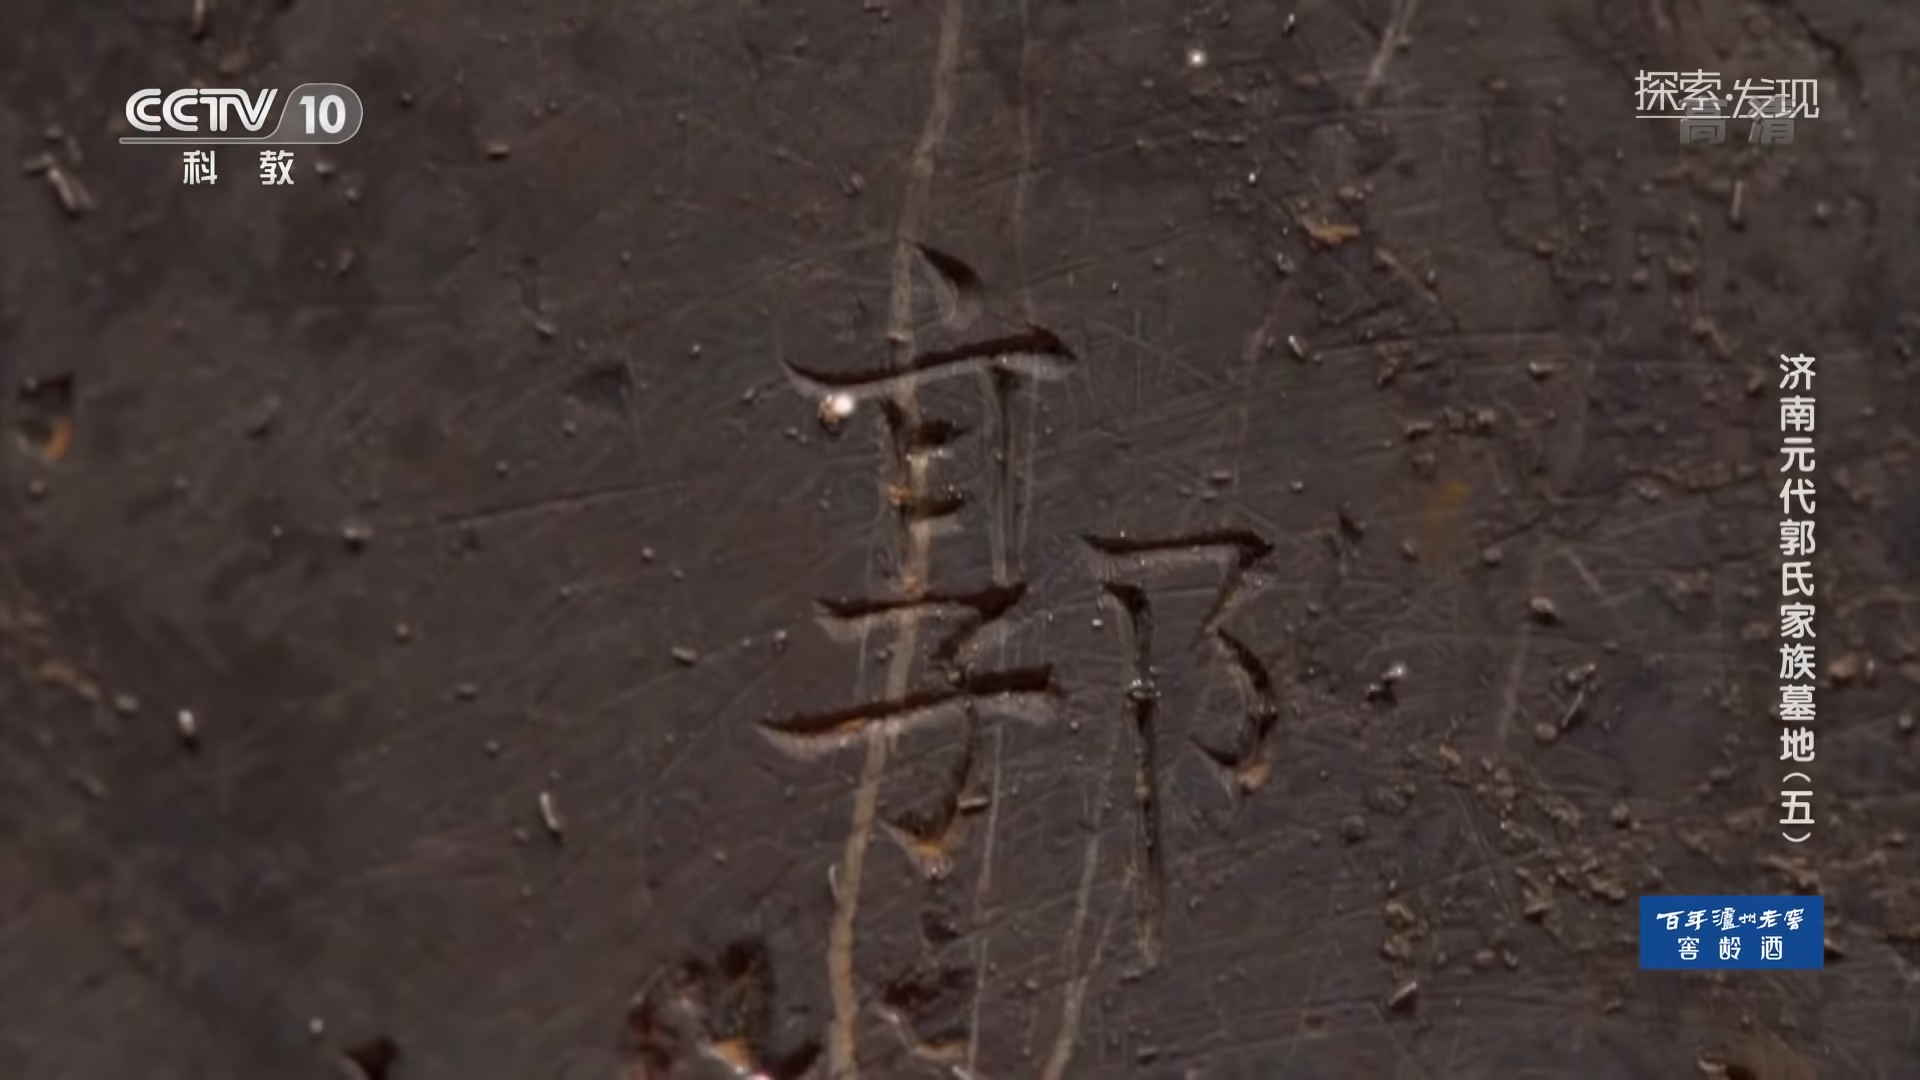 CCTV 10
科 教
探索·发现
高 清
郭
济南元代郭氏家族墓地（五）
百年泸州老窖
窖 龄 酒